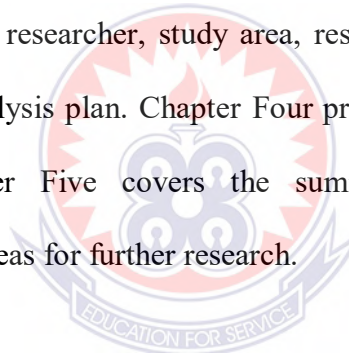 researcher, study area, res
lysis plan. Chapter Four pr
er Five covers the sum
eas for further research.
EDUCATION FOR SERVICE